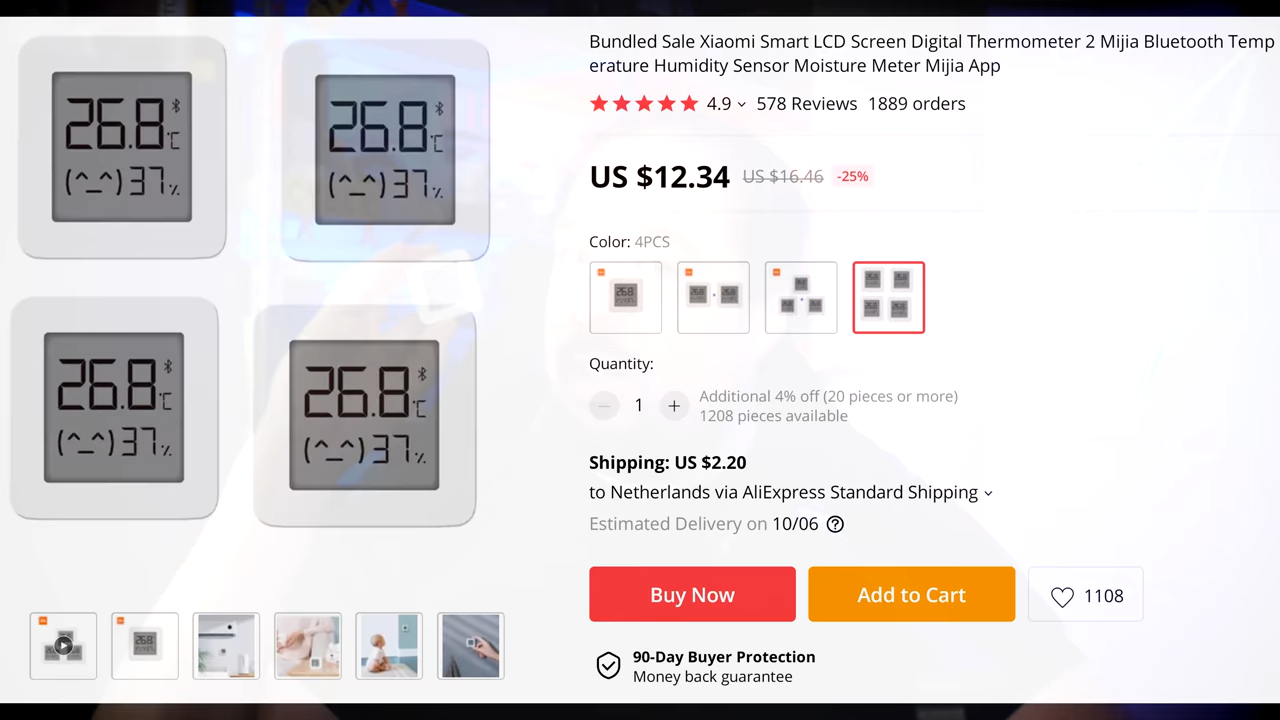 26.8 °C
(^_^) 37%
26.8 °C
(^_^) 37%
26.8 °C
(^_^) 37%
26.8 °C
(^_^) 37%
Bundled Sale Xiaomi Smart LCD Screen Digital Thermometer 2 Mijia Bluetooth Temp
erature Humidity Sensor Moisture Meter Mijia App
4.9 578 Reviews 1889 orders
US $12.34 US $16.46 -25%
Color: 4PCS
Quantity:
1
Additional 4% off (20 pieces or more)
1208 pieces available
Shipping: US $2.20
to Netherlands via AliExpress Standard Shipping
Estimated Delivery on 10/06 ?
Buy Now
Add to Cart
1108
90-Day Buyer Protection
Money back guarantee